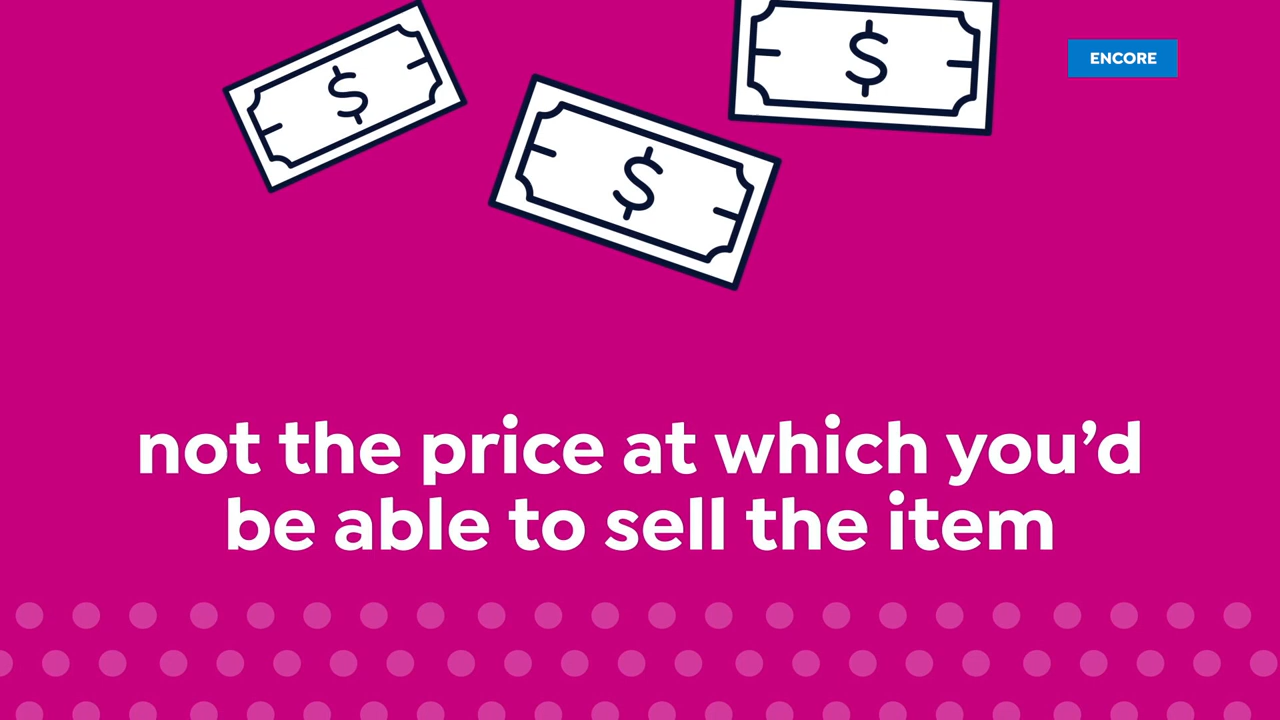 $
$
$
ENCORE
not the price at which you’d
be able to sell the item